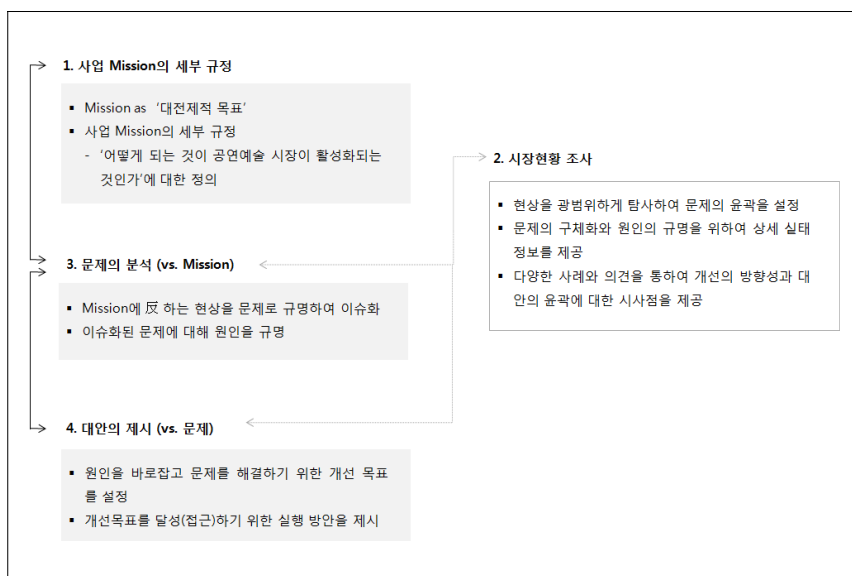 1. 사업 Mission의 세부 규정
▪ Mission as ‘대전제적 목표’
▪ 사업 Mission의 세부 규정
- ‘어떻게 되는 것이 공연예술 시장이 활성화되는
것인가’에 대한 정의
2. 시장현황 조사
▪ 현상을 광범위하게 탐사하여 문제의 윤곽을 설정
▪ 문제의 구체화와 원인의 규명을 위하여 상세 실태
정보를 제공
▪ 다양한 사례와 의견을 통하여 개선의 방향성과 대
안의 윤곽에 대한 시사점을 제공
3. 문제의 분석 (vs. Mission)
▪ Mission에 反 하는 현상을 문제로 규명하여 이슈화
▪ 이슈화된 문제에 대해 원인을 규명
4. 대안의 제시 (vs. 문제)
▪ 원인을 바로잡고 문제를 해결하기 위한 개선 목표
를 설정
▪ 개선목표를 달성(접근)하기 위한 실행 방안을 제시